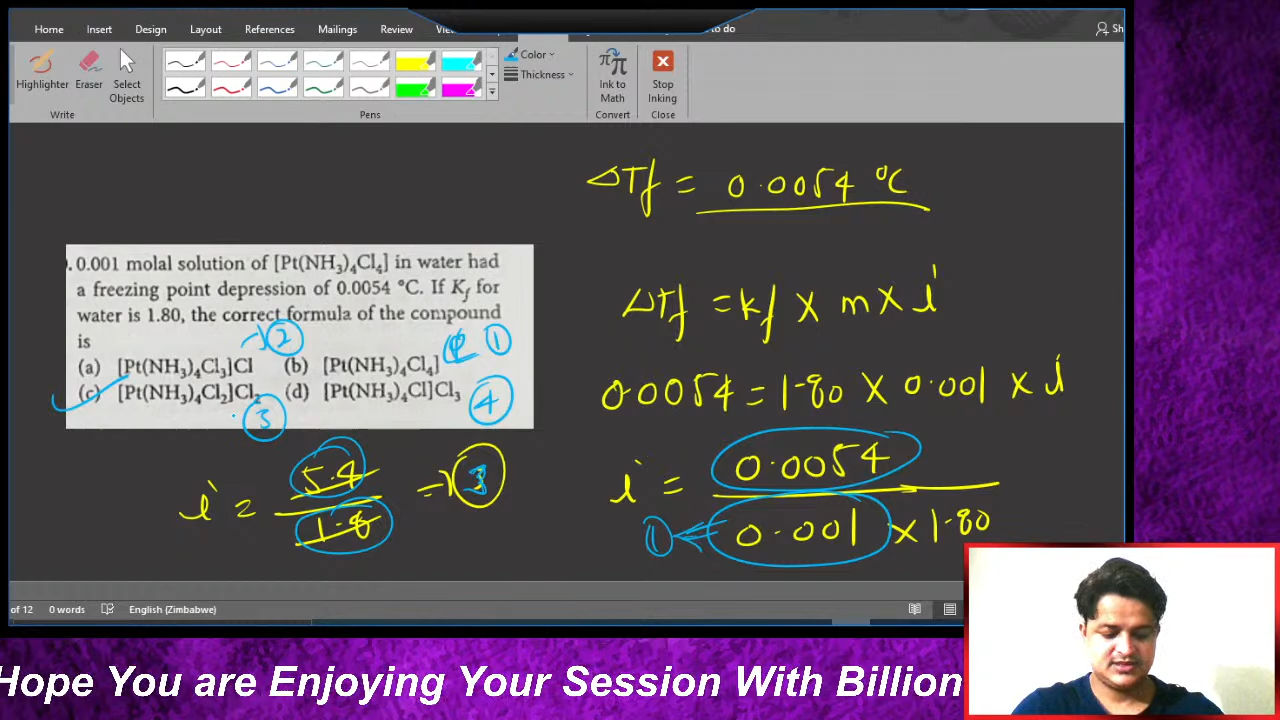 Home Insert Design Layout References Mailings Review to do
Color
Thickness
Highlighter Eraser Select Objects Ink to Math Stop Inking
Write Pens Convert Close
0.001 molal solution of [Pt(NH₃)₄Cl₄] in water had
a freezing point depression of 0.0054 °C. If Kf for
water is 1.80, the correct formula of the compound
is
(a) [Pt(NH₃)₄Cl₃]Cl (b) [Pt(NH₃)₄Cl₄]
(c) [Pt(NH₃)₄Cl₂]Cl₂ (d) [Pt(NH₃)₄Cl]Cl₃
2
1
3
4
i = 5.4 / 1.8 ⇒ 3
ΔTf = 0.0054 °C
ΔTf = kf × m × i
0.0054 = 1.80 × 0.001 × i
i = 0.0054
0.001 × 1.80
1
of 12 0 words English (Zimbabwe)
Hope You are Enjoying Your Session With Billion